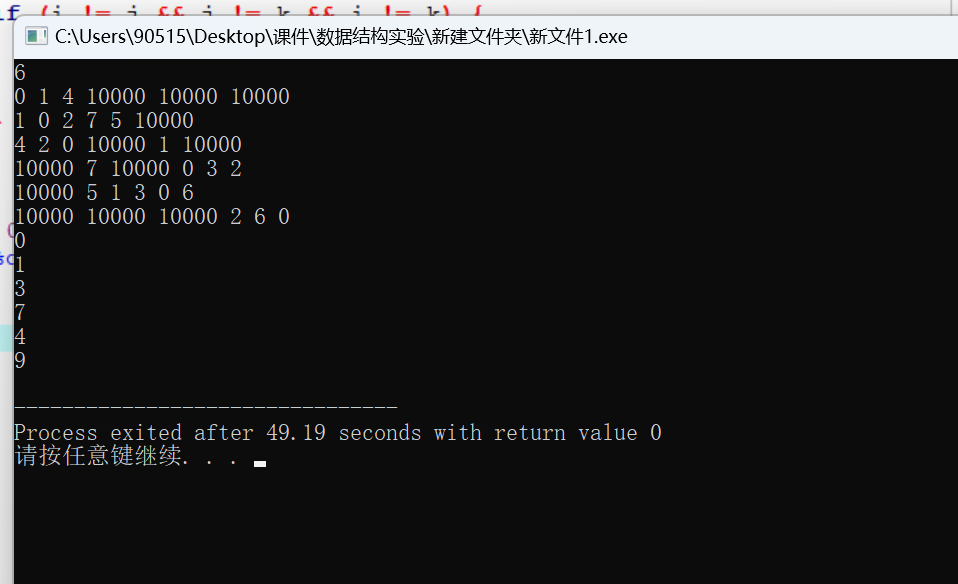 if (i != j && j != k && i != k) {
C:\Users\90515\Desktop\课件\数据结构实验\新建文件夹\新文件1.exe
6
0 1 4 10000 10000 10000
1 0 2 7 5 10000
4 2 0 10000 1 10000
10000 7 10000 0 3 2
10000 5 1 3 0 6
10000 10000 10000 2 6 0
0
1
3
7
4
9
--------------------------------
Process exited after 49.19 seconds with return value 0
请按任意键继续. . .